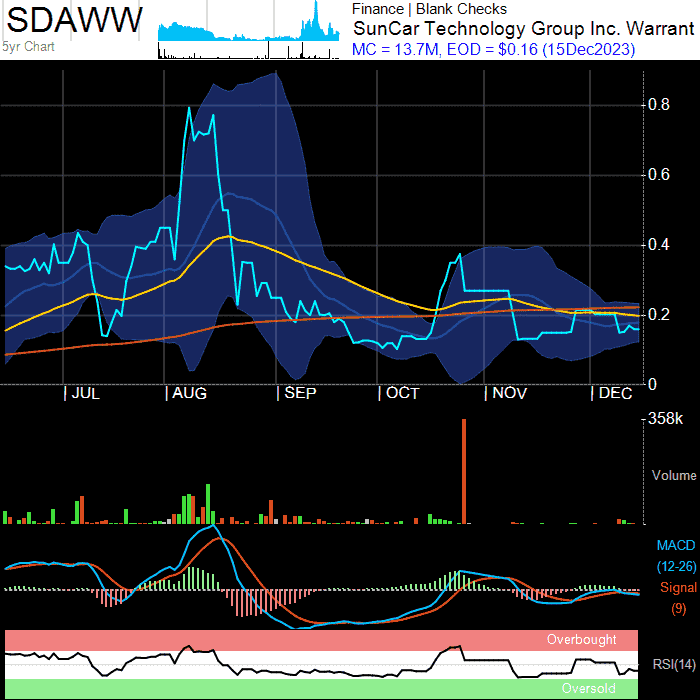 SDAWW
5yr Chart
Finance | Blank Checks
SunCar Technology Group Inc. Warrant
MC = 13.7M, EOD = $0.16 (15Dec2023)
0.8
0.6
0.4
0.2
0
| JUL | AUG | SEP | OCT | NOV | DEC
358k
Volume
MACD
(12-26)
Signal
(9)
Overbought
RSI(14)
Oversold